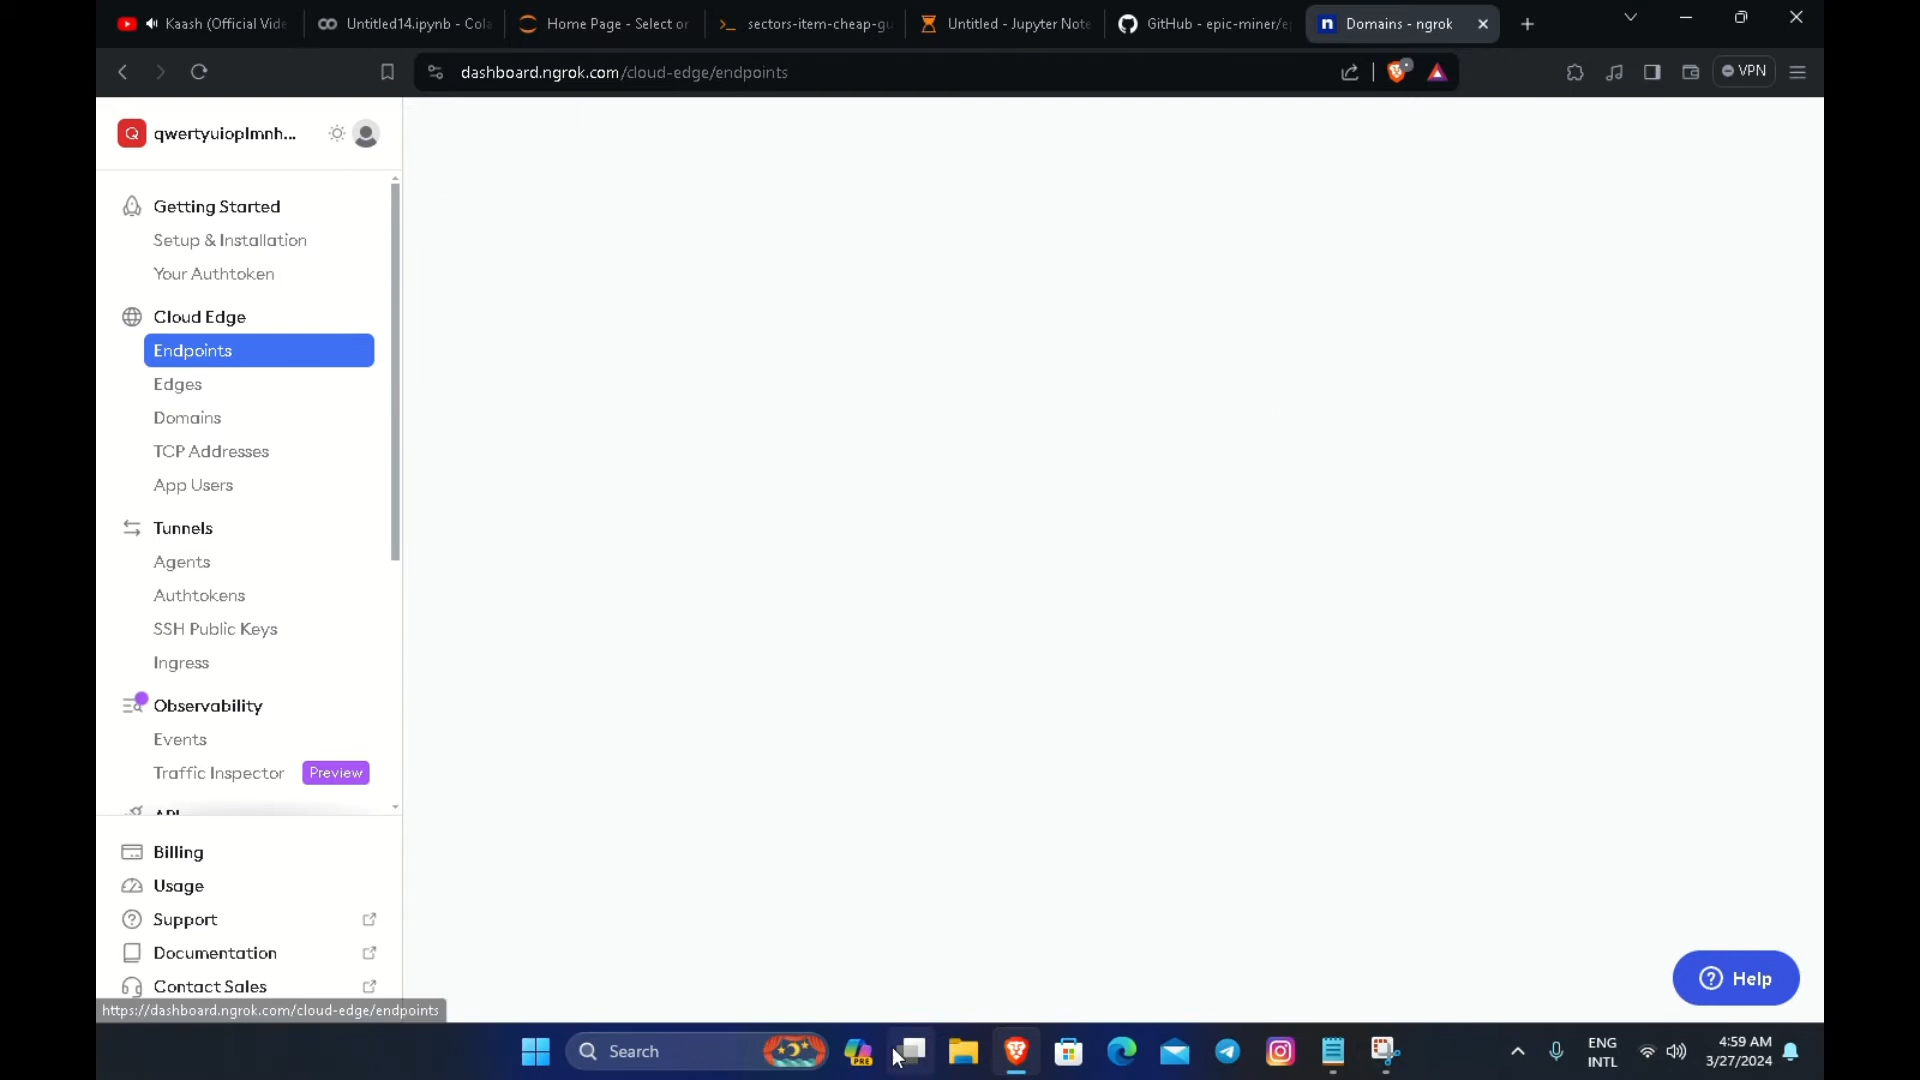 Kaash (Official Vide
Untitled14.ipynb - Cola
Home Page - Select or
sectors-item-cheap-gu
Untitled - Jupyter Note
GitHub - epic-miner/e
Domains - ngrok
dashboard.ngrok.com/cloud-edge/endpoints
VPN
Q qwertyuioplmnh...
Getting Started
Setup & Installation
Your Authtoken
Cloud Edge
Endpoints
Edges
Domains
TCP Addresses
App Users
Tunnels
Agents
Authtokens
SSH Public Keys
Ingress
Observability
Events
Traffic Inspector Preview
API
Billing
Usage
Support
Documentation
Contact Sales
Help
https://dashboard.ngrok.com/cloud-edge/endpoints
Search
PRE
ENG
INTL
4:59 AM
3/27/2024